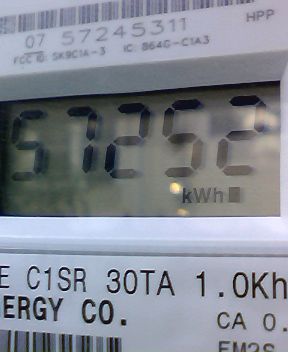 HPP
07 57245311
FCC ID: SK9C1A-3 IC: 864G-C1A3
57252
kWh
E C1SR 30TA 1.0Kh
ERGY CO.
CA 0.
EM2S